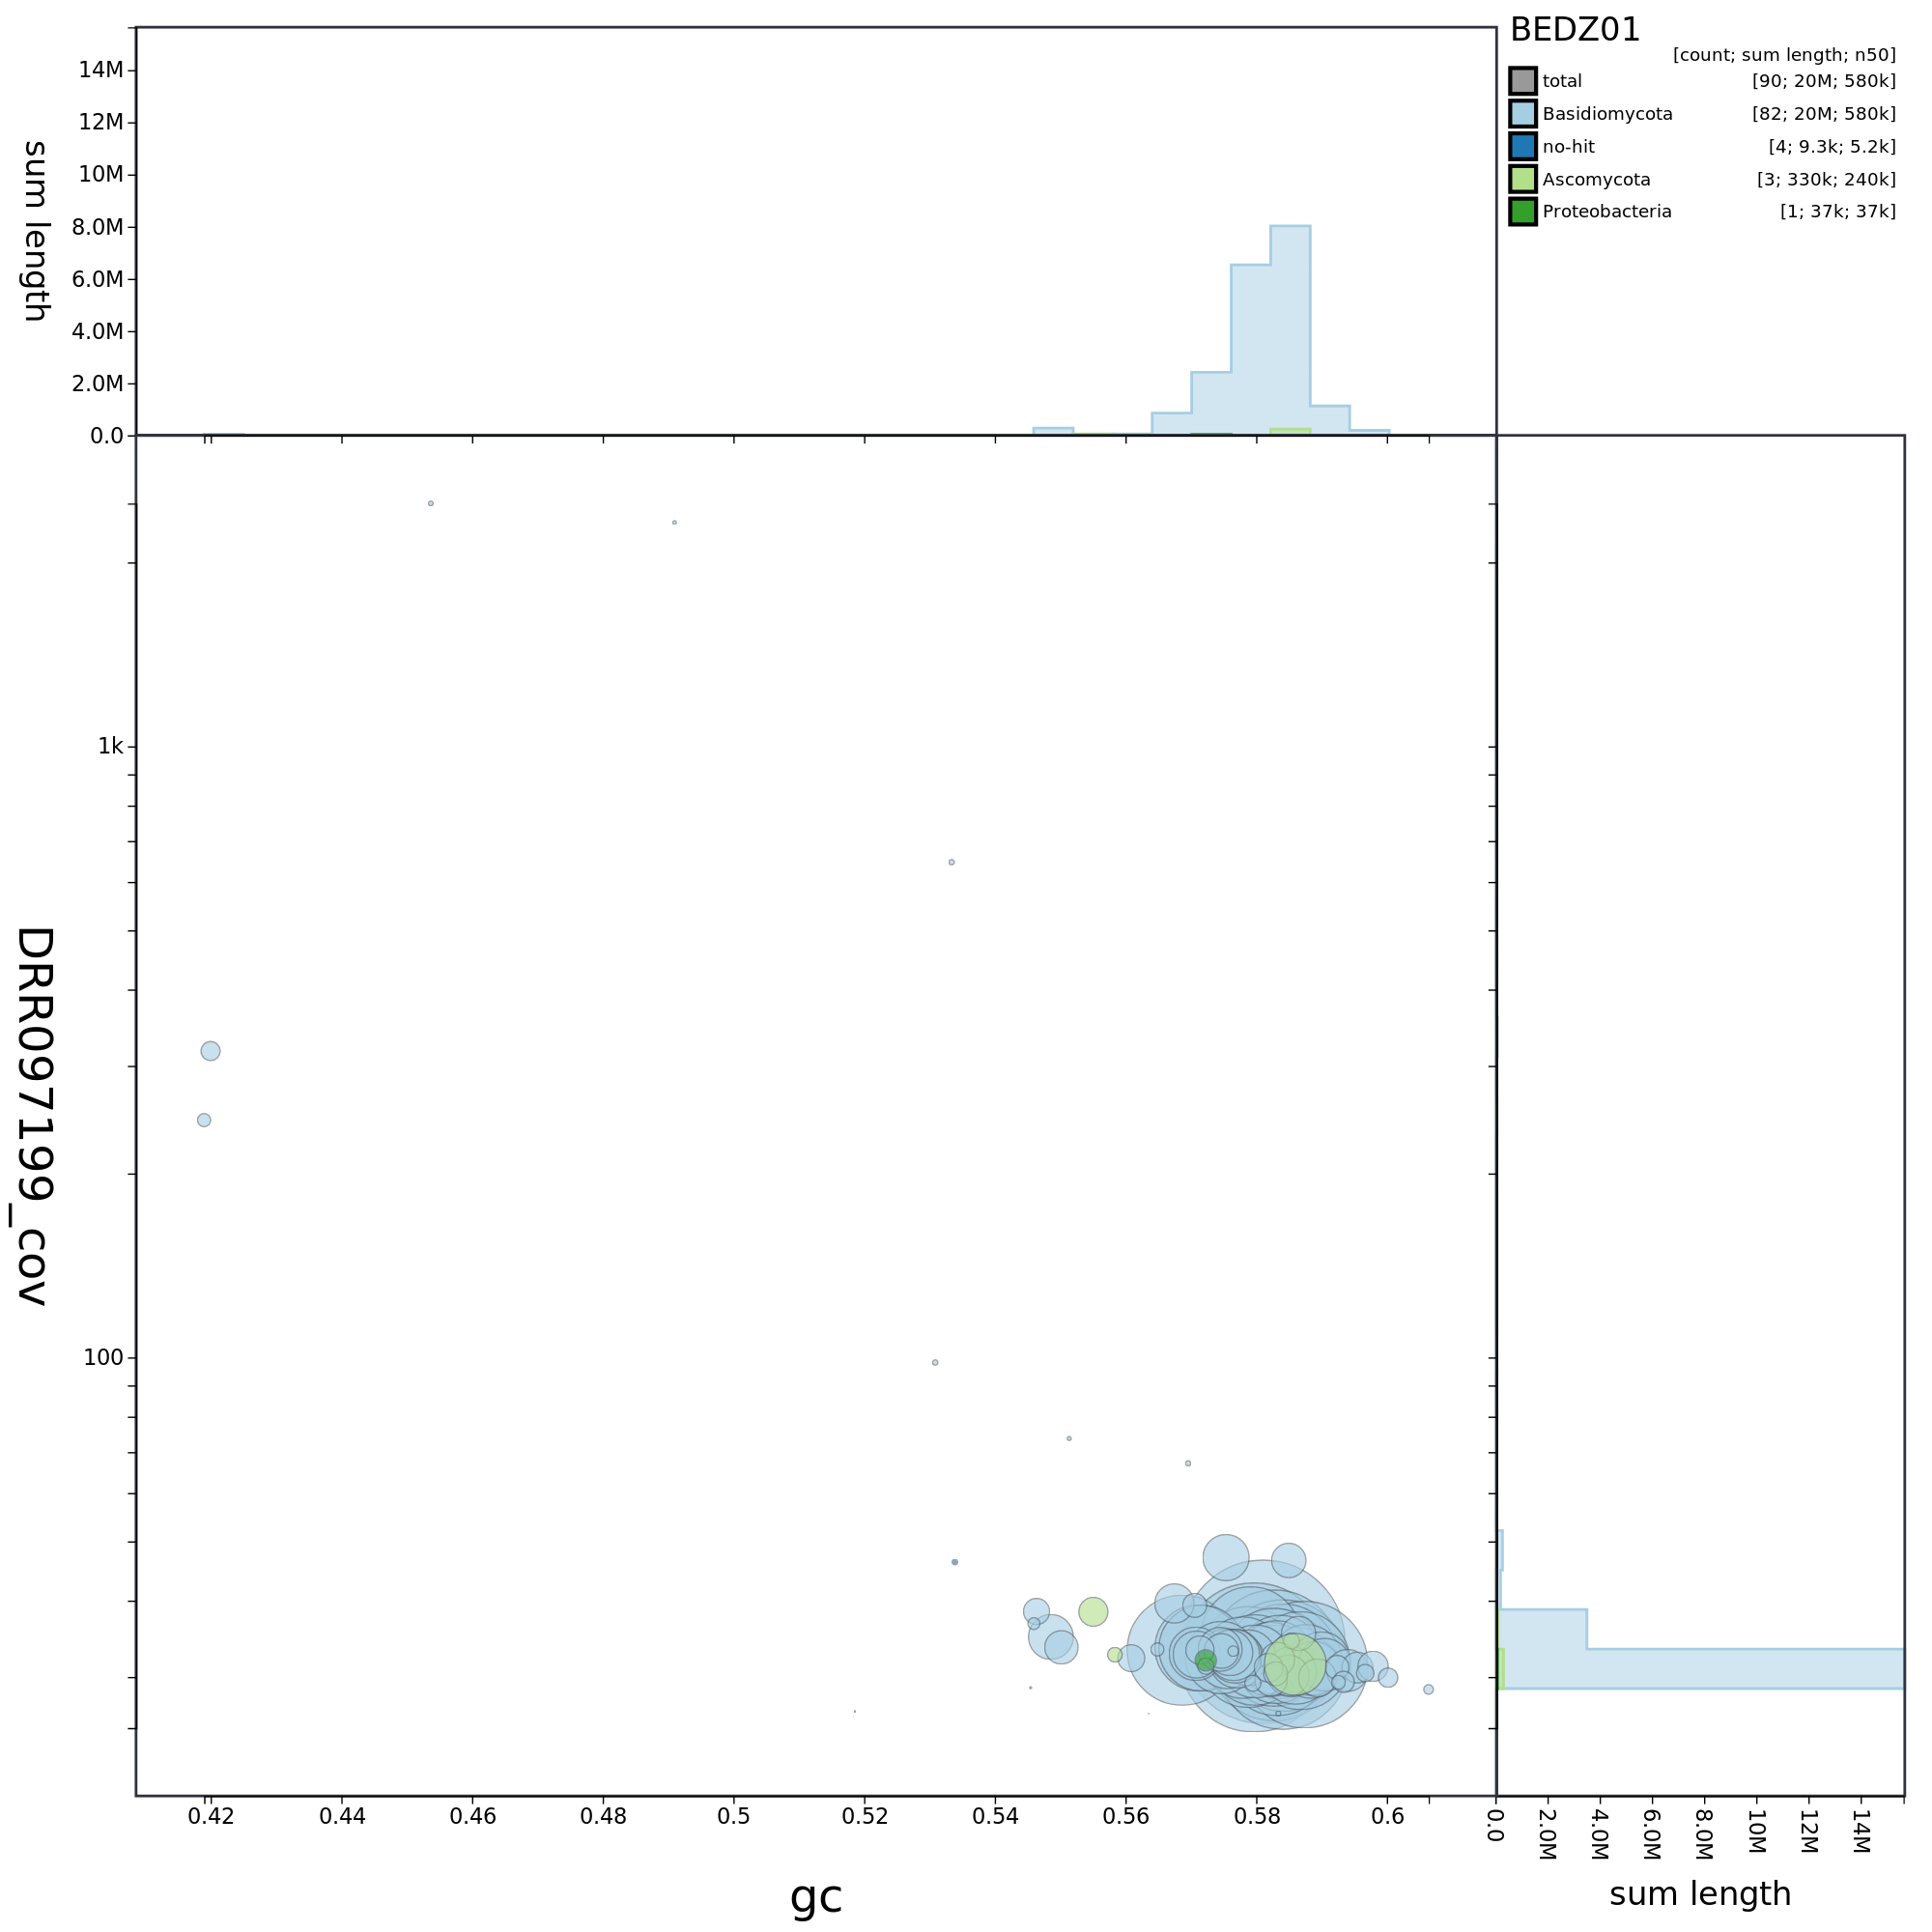 BEDZ01
[count; sum length; n50]
total [90; 20M; 580k]
Basidiomycota [82; 20M; 580k]
no-hit [4; 9.3k; 5.2k]
Ascomycota [3; 330k; 240k]
Proteobacteria [1; 37k; 37k]
sum length
14M
12M
10M
8.0M
6.0M
4.0M
2.0M
0.0
DRR097199_cov
1k
100
0.42 0.44 0.46 0.48 0.5 0.52 0.54 0.56 0.58 0.6
gc
0.0 2.0M 4.0M 6.0M 8.0M 10M 12M 14M
sum length